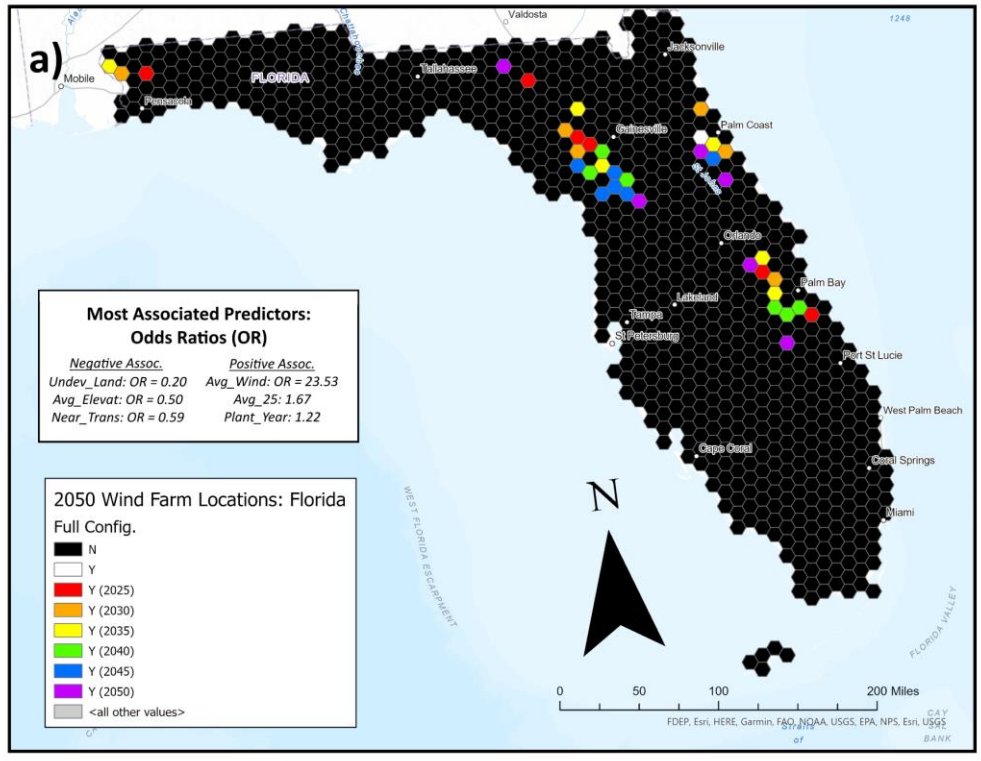 a)
Valdosta
1248
Mobile
Pensacola
FLORIDA
Tallahassee
Jacksonville
Gainesville
Palm Coast
St Johns
Orlando
Palm Bay
Lakeland
Tampa
St Petersburg
Port St Lucie
West Palm Beach
Cape Coral
Coral Springs
Miami
Most Associated Predictors:
Odds Ratios (OR)
Negative Assoc.
Positive Assoc.
Undev_Land: OR = 0.20
Avg_Wind: OR = 23.53
Avg_Elevat: OR = 0.50
Avg_25: 1.67
Near_Trans: OR = 0.59
Plant_Year: 1.22
2050 Wind Farm Locations: Florida
Full Config.
N
Y
Y (2025)
Y (2030)
Y (2035)
Y (2040)
Y (2045)
Y (2050)
<all other values>
WEST FLORIDA ESCARPMENT
N
FLORIDA VALLEY
0 50 100 200 Miles
FDEP, Esri, HERE, Garmin, FAO, NOAA, USGS, EPA, NPS, Esri, USGS
Straits
of
CAY
SAL
BANK